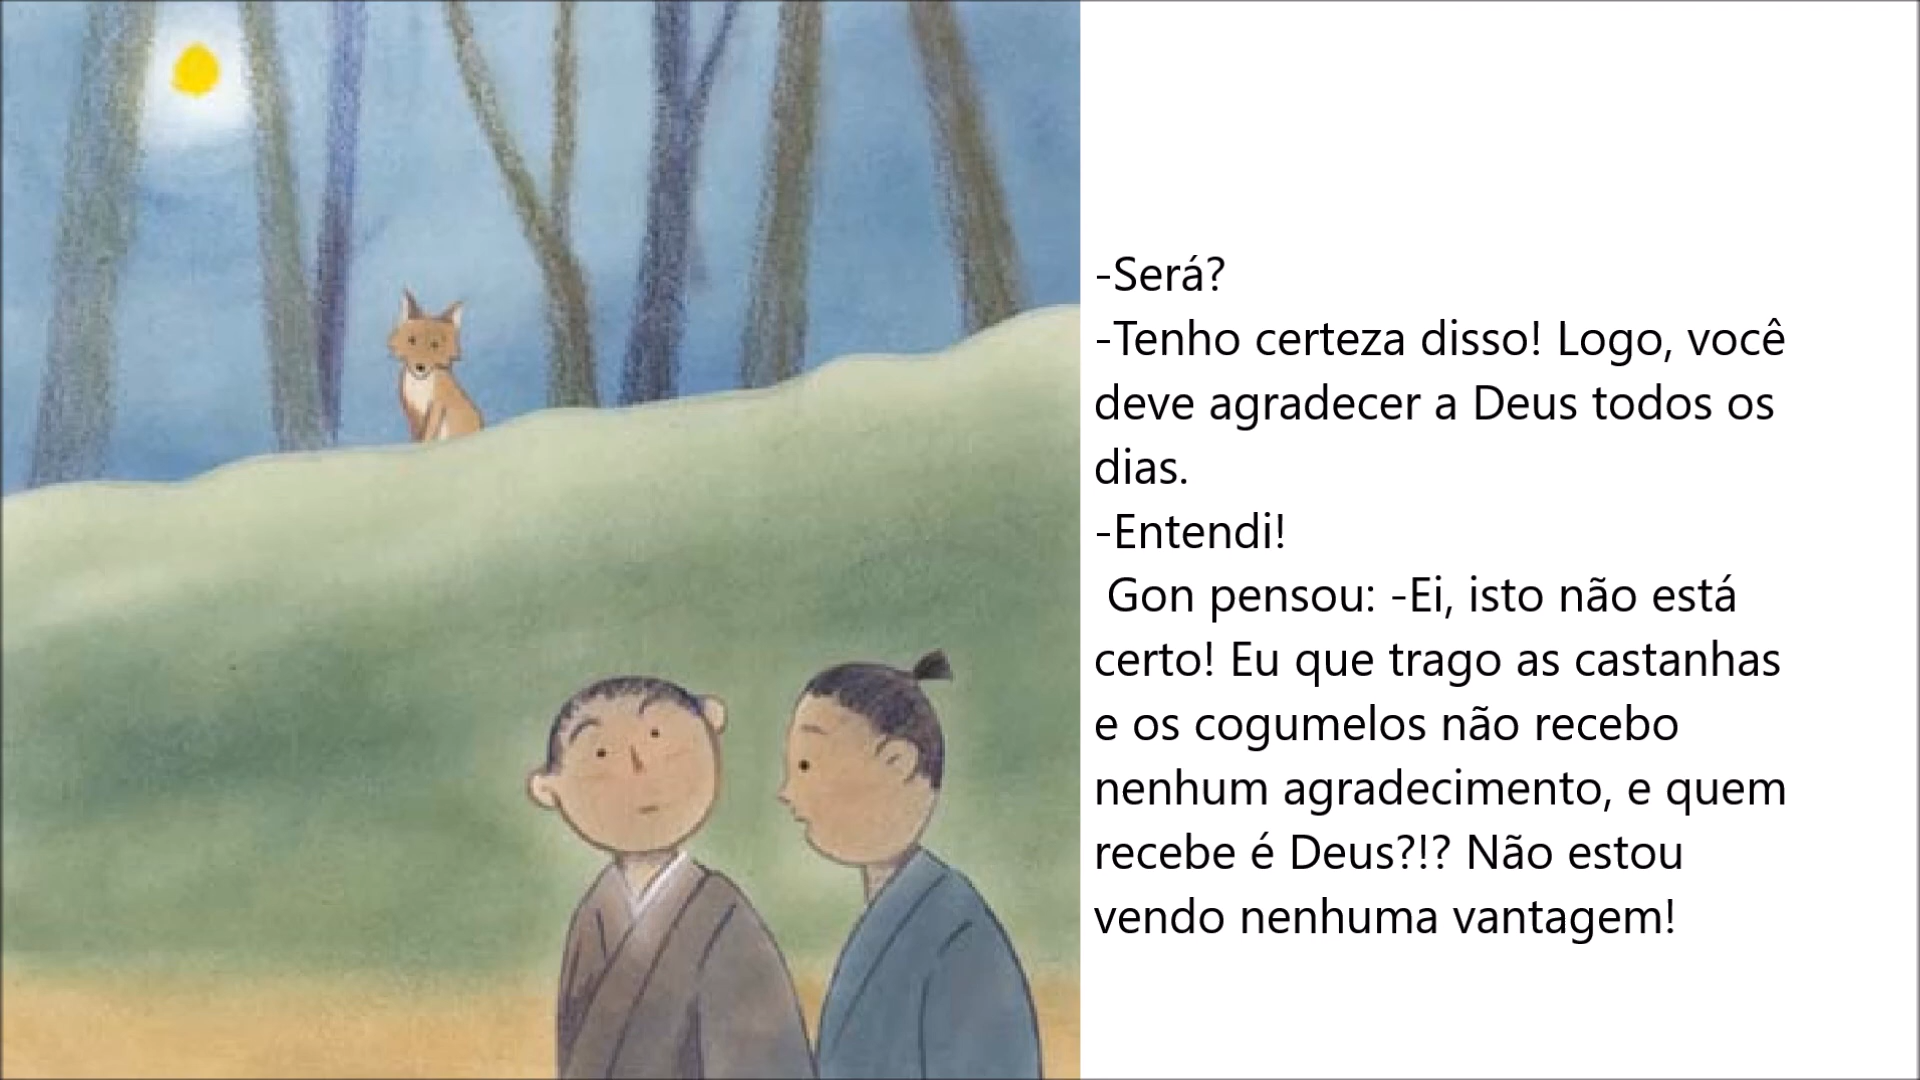 -Será?
-Tenho certeza disso! Logo, você
deve agradecer a Deus todos os
dias.
-Entendi!
Gon pensou: -Ei, isto não está
certo! Eu que trago as castanhas
e os cogumelos não recebo
nenhum agradecimento, e quem
recebe é Deus?!? Não estou
vendo nenhuma vantagem!